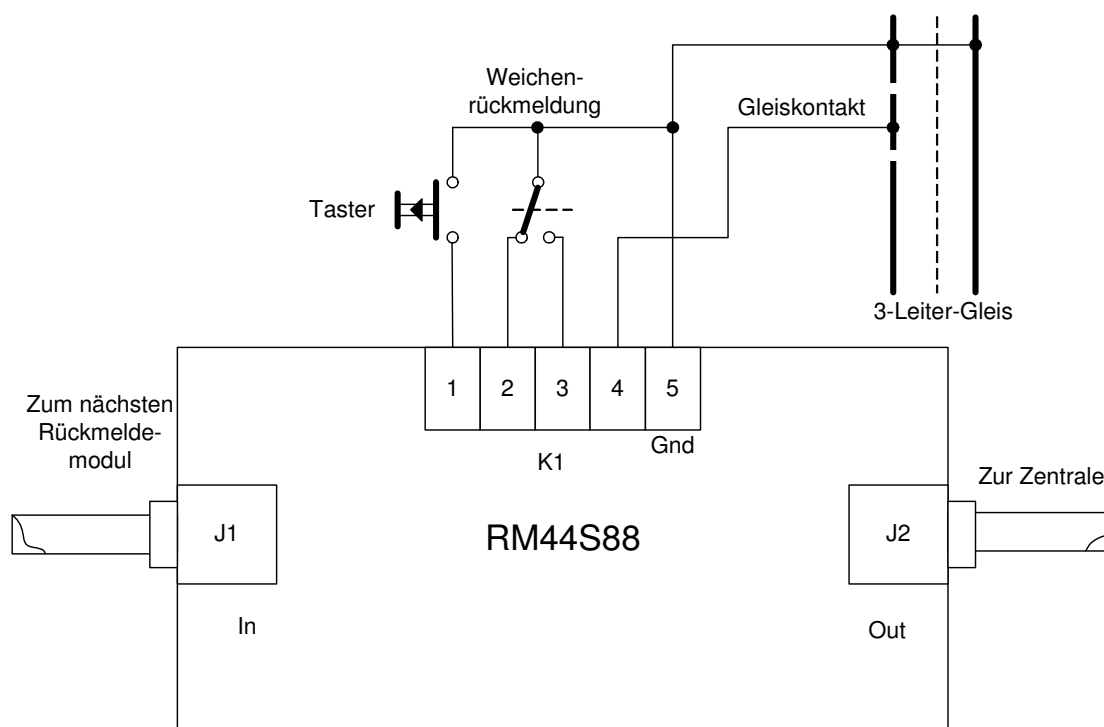 Weichen-
rückmeldung
Gleiskontakt
Taster
3-Leiter-Gleis
1 2 3 4 5
Gnd
K1
Zum nächsten
Rückmelde-
modul
Zur Zentrale
J1
RM44S88
J2
In
Out